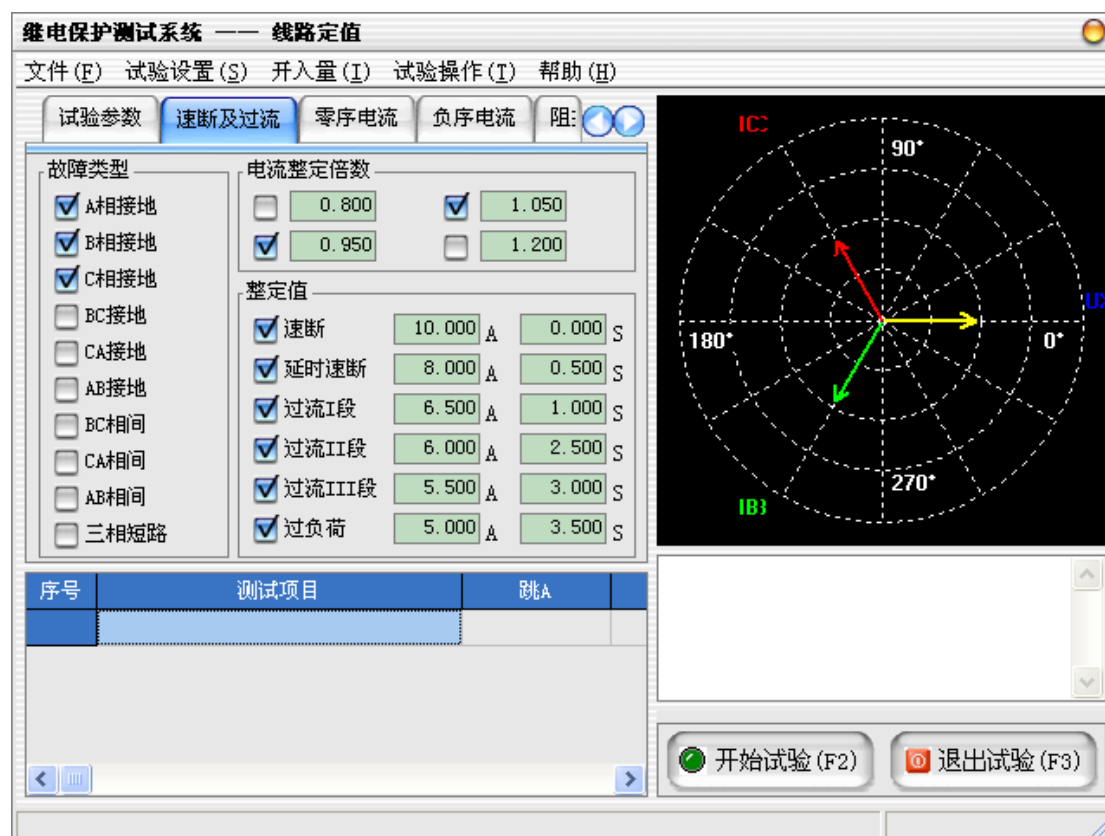 继电保护测试系统 —— 线路定值
文件(F) 试验设置(S) 开入量(I) 试验操作(T) 帮助(H)
试验参数 速断及过流 零序电流 负序电流
故障类型
A相接地
B相接地
C相接地
BC接地
CA接地
AB接地
BC相间
CA相间
AB相间
三相短路
电流整定倍数
0.800 1.050
0.950 1.200
整定值
速断 10.000 A 0.000 S
延时速断 8.000 A 0.500 S
过流I段 6.500 A 1.000 S
过流II段 6.000 A 2.500 S
过流III段 5.500 A 3.000 S
过负荷 5.000 A 3.500 S
90°
180°
0°
270°
序号 测试项目 跳A
开始试验(F2) 退出试验(F3)